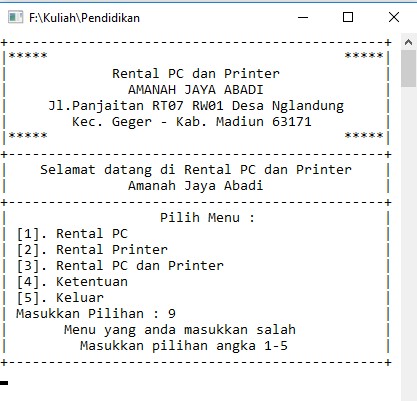 F:\Kuliah\Pendidikan
+-----------------------------------------------+
|***** *****|
| Rental PC dan Printer |
| AMANAH JAYA ABADI |
| Jl.Panjaitan RT07 RW01 Desa Nglandung |
| Kec. Geger - Kab. Madiun 63171 |
|***** *****|
+-----------------------------------------------+
| Selamat datang di Rental PC dan Printer |
| Amanah Jaya Abadi |
+-----------------------------------------------+
| Pilih Menu : |
| [1]. Rental PC |
| [2]. Rental Printer |
| [3]. Rental PC dan Printer |
| [4]. Ketentuan |
| [5]. Keluar |
| Masukkan Pilihan : 9
| Menu yang anda masukkan salah |
| Masukkan pilihan angka 1-5 |
+-----------------------------------------------+